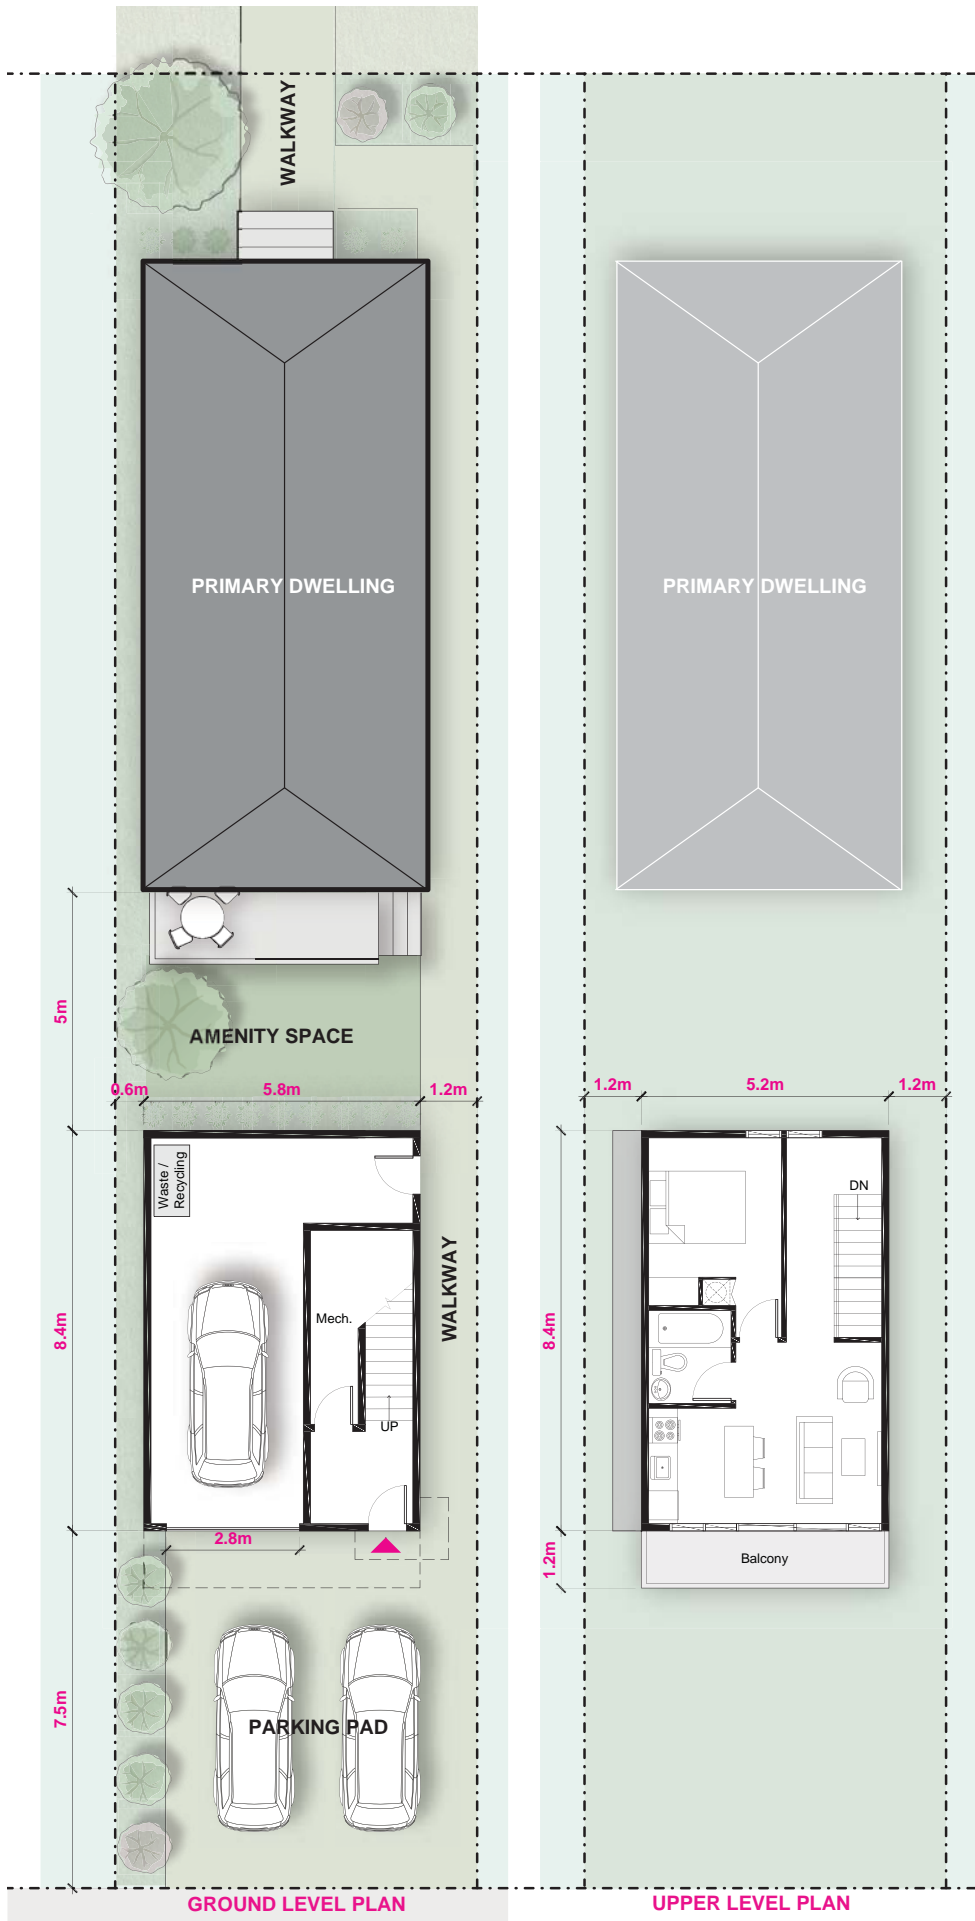 WALKWAY
PRIMARY DWELLING
PRIMARY DWELLING
5m
AMENITY SPACE
0.6m
5.8m
1.2m
1.2m
5.2m
1.2m
Waste /
Recycling
DN
WALKWAY
8.4m
Mech.
8.4m
UP
2.8m
1.2m
Balcony
7.5m
PARKING PAD
GROUND LEVEL PLAN
UPPER LEVEL PLAN